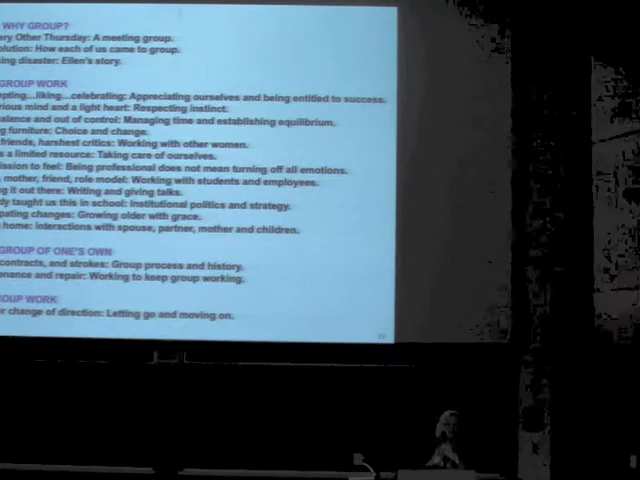 WHY GROUP?
ery Other Thursday: A meeting group.
olution: How each of us came to group.
ing disaster: Ellen's story.
GROUP WORK
epting...liking...celebrating: Appreciating ourselves and being entitled to success.
rious mind and a light heart: Respecting instinct.
alance and out of control: Managing time and establishing equilibrium.
g furniture: Choice and change.
friends, harshest critics: Working with other women.
s a limited resource: Taking care of ourselves.
ission to feel: Being professional does not mean turning off all emotions.
, mother, friend, role model: Working with students and employees.
ng it out there: Writing and giving talks.
dy taught us this in school: Institutional politics and strategy.
pating changes: Growing older with grace.
home: interactions with spouse, partner, mother and children.
GROUP OF ONE'S OWN
contracts, and strokes: Group process and history.
enance and repair: Working to keep group working.
OUP WORK
r change of direction: Letting go and moving on.